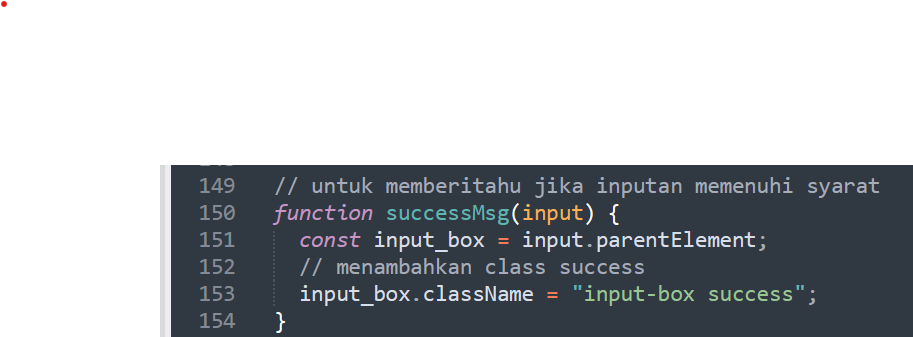 149 // untuk memberitahu jika inputan memenuhi syarat
150 function successMsg(input) {
151 const input_box = input.parentElement;
152 // menambahkan class success
153 input_box.className = "input-box success";
154 }